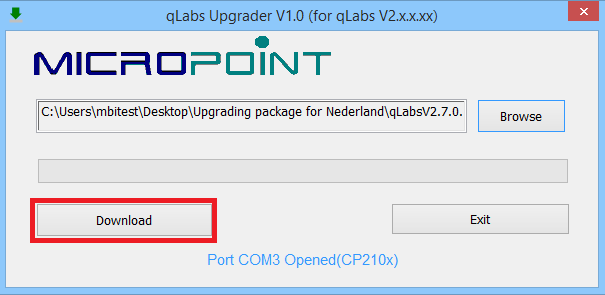 qLabs Upgrader V1.0 (for qLabs V2.x.x.xx)
MICROPOINT
C:\Users\mbitest\Desktop\Upgrading package for Nederland\qLabsV2.7.0.
Browse
Download
Exit
Port COM3 Opened(CP210x)